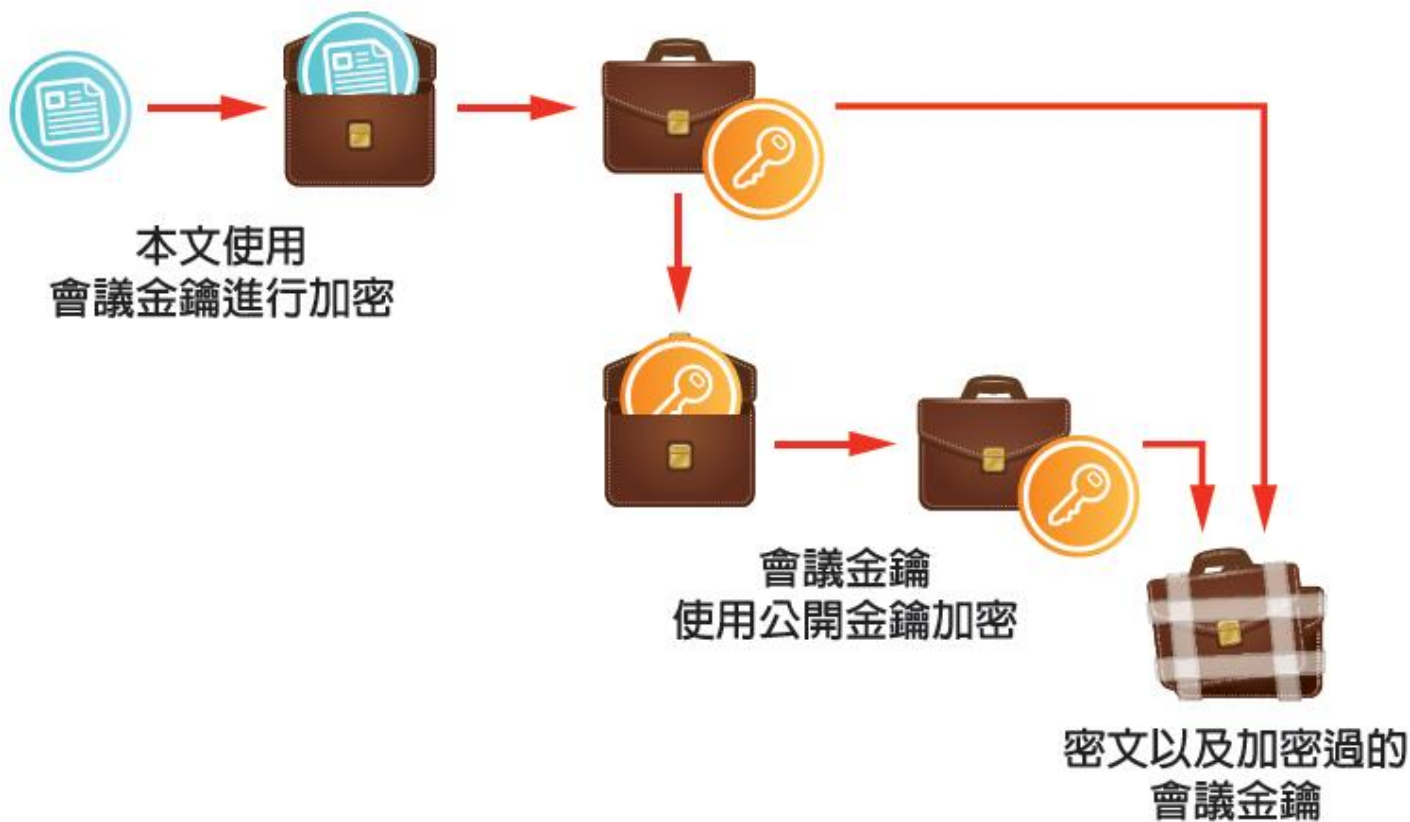 本文使用
會議金鑰進行加密
會議金鑰
使用公開金鑰加密
密文以及加密過的
會議金鑰